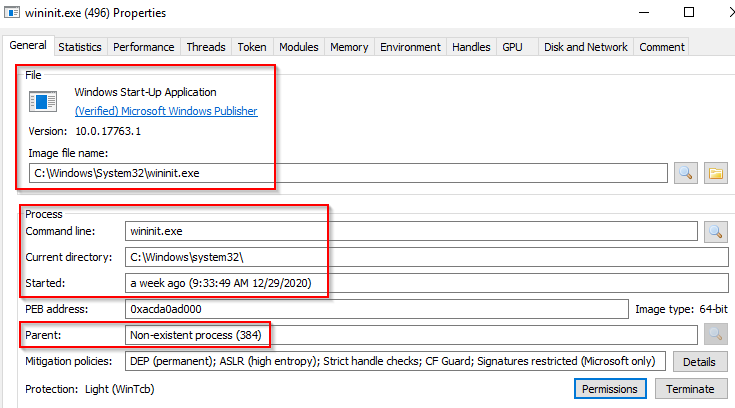 wininit.exe (496) Properties
General Statistics Performance Threads Token Modules Memory Environment Handles GPU Disk and Network Comment
File
Windows Start-Up Application
(Verified) Microsoft Windows Publisher
Version: 10.0.17763.1
Image file name:
C:\Windows\System32\wininit.exe
Process
Command line: wininit.exe
Current directory: C:\Windows\system32\
Started: a week ago (9:33:49 AM 12/29/2020)
PEB address: 0xacda0ad000 Image type: 64-bit
Parent: Non-existent process (384)
Mitigation policies: DEP (permanent); ASLR (high entropy); Strict handle checks; CF Guard; Signatures restricted (Microsoft only) Details
Protection: Light (WinTcb) Permissions Terminate